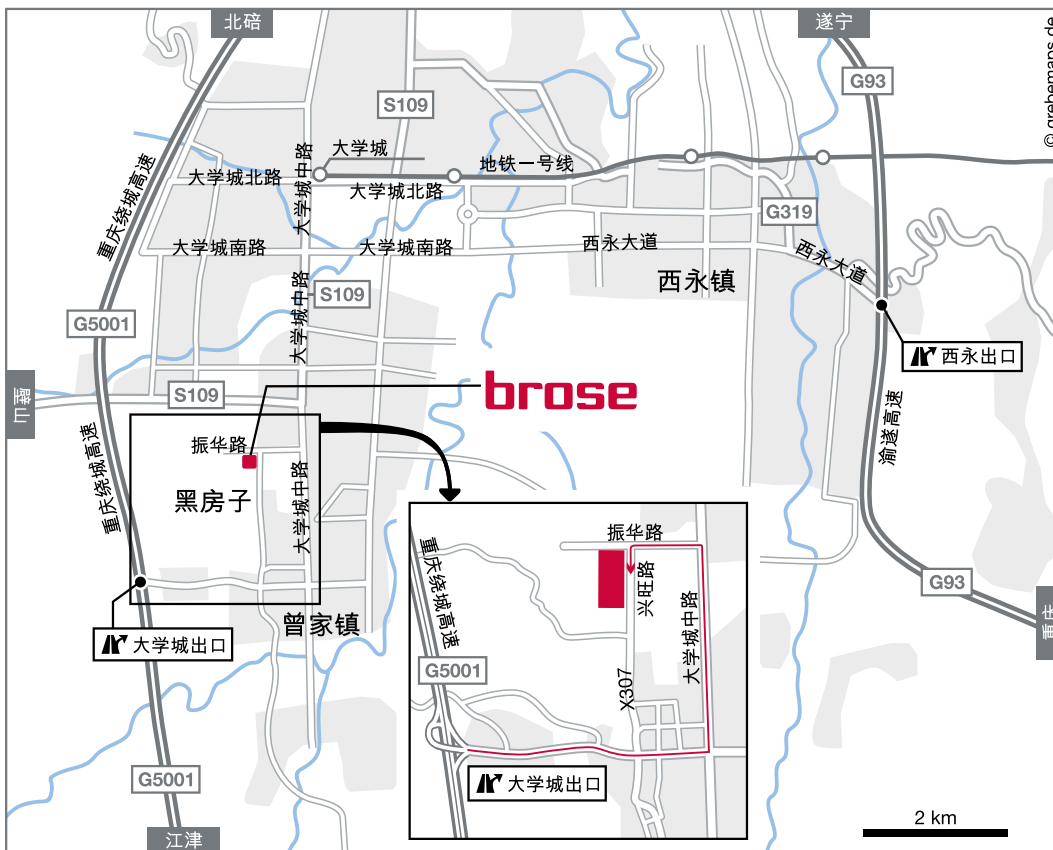 北碚
遂宁
© grebemaps.de
G93
S109
大学城
地铁一号线
大学城中路
重庆绕城高速
大学城北路
大学城北路
G319
大学城南路
大学城南路
西永大道
西永大道
西永镇
大学城中路
S109
G5001
西永出口
璧山
S109
brose
渝遂高速
重庆绕城高速
振华路
大学城中路
黑房子
振华路
重庆绕城高速
兴旺路
大学城中路
G93
重庆
曾家镇
大学城出口
G5001
X307
G5001
大学城出口
江津
2 km